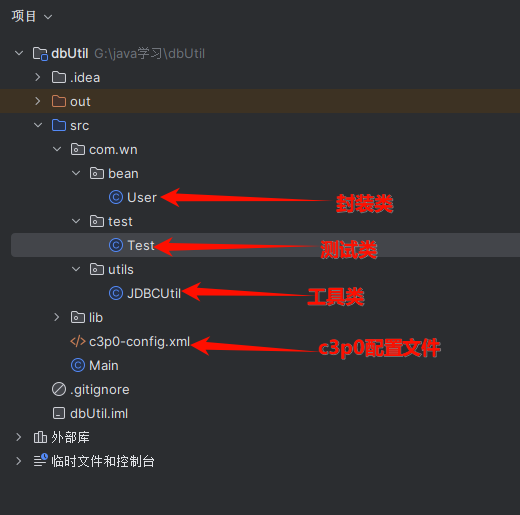 项目
dbUtil G:\java学习\dbUtil
.idea
out
src
com.wn
bean
User 封装类
test
Test 测试类
utils
JDBCUtil 工具类
lib
c3p0-config.xml c3p0配置文件
Main
.gitignore
dbUtil.iml
外部库
临时文件和控制台